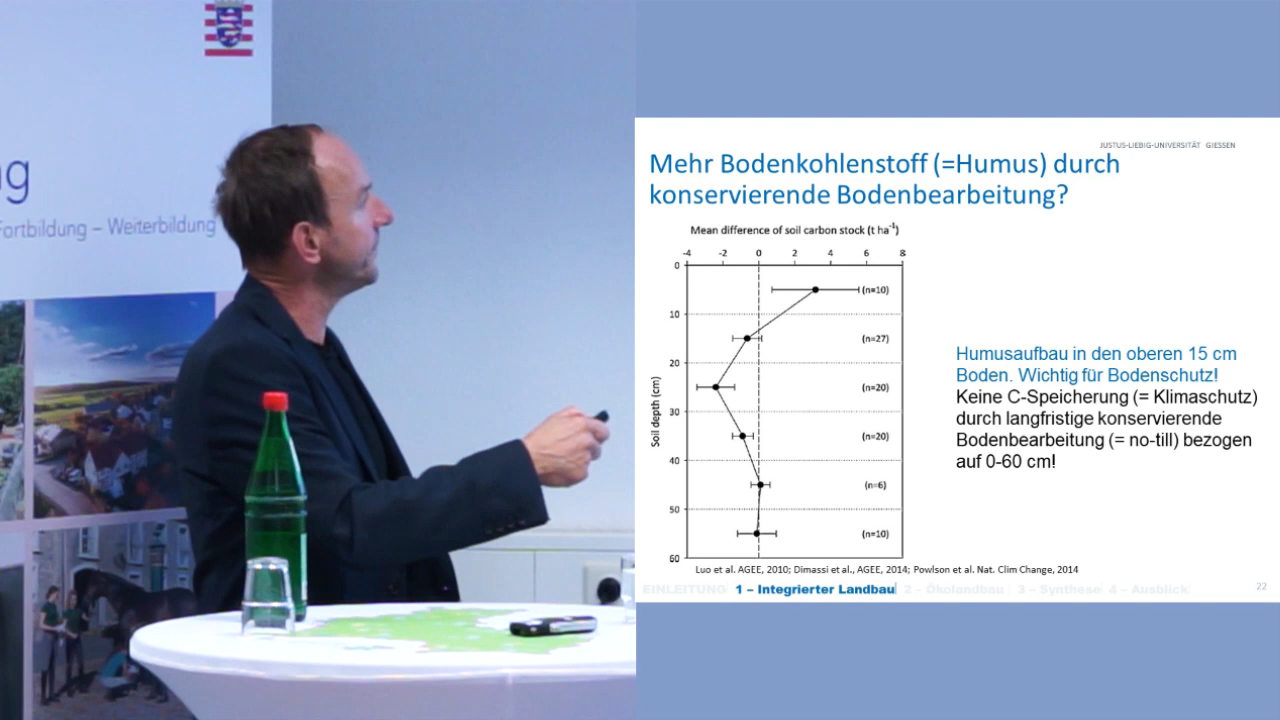 Fortbildung – Weiterbildung
JUSTUS-LIEBIG-UNIVERSITÄT GIESSEN
Mehr Bodenkohlenstoff (=Humus) durch
konservierende Bodenbearbeitung?
Mean difference of soil carbon stock (t ha⁻¹)
-4 -2 0 2 4 6 8
0
(n=10)
10
(n=27)
20
(n=20)
30
(n=20)
40
(n=6)
50
(n=10)
60
Soil depth (cm)
Humusaufbau in den oberen 15 cm
Boden. Wichtig für Bodenschutz!
Keine C-Speicherung (= Klimaschutz)
durch langfristige konservierende
Bodenbearbeitung (= no-till) bezogen
auf 0-60 cm!
Luo et al. AGEE, 2010; Dimassi et al., AGEE, 2014; Powlson et al. Nat. Clim Change, 2014
EINLEITUNG 1 – Integrierter Landbau 2 – Ökolandbau 3 – Synthese 4 – Ausblick
22